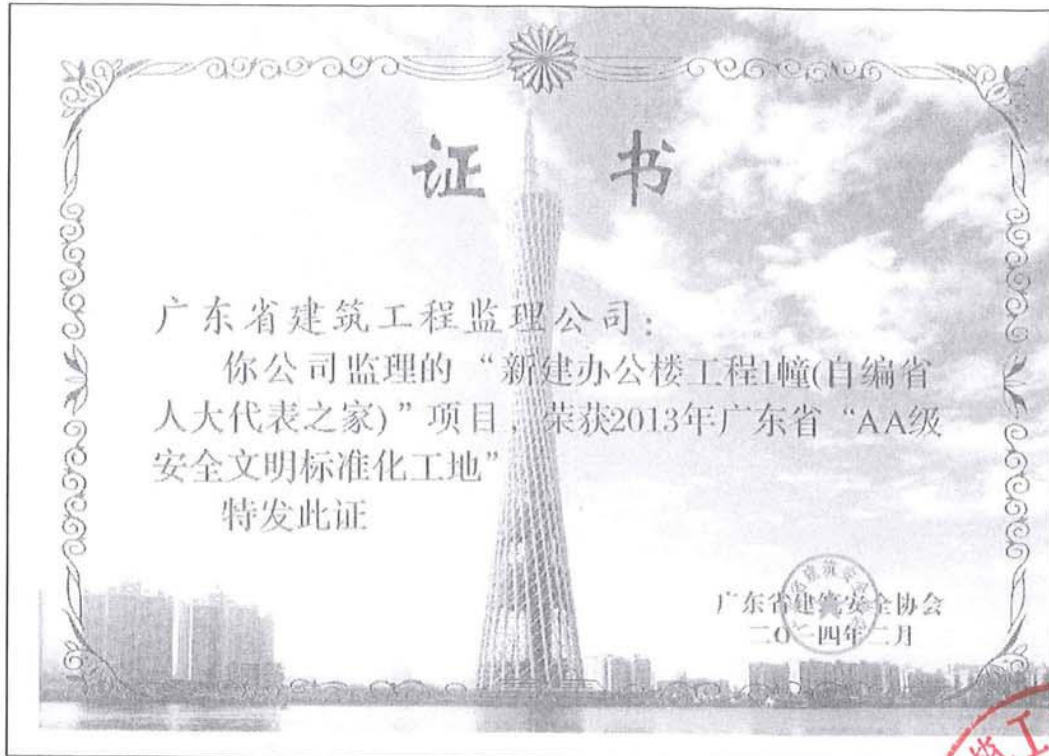 证 书
广东省建筑工程监理公司：
你公司监理的“新建办公楼工程1幢(自编省
人大代表之家)”项目，荣获2013年广东省“AA级
安全文明标准化工地”
特发此证
广东省建筑安全协会
二〇一四年二月